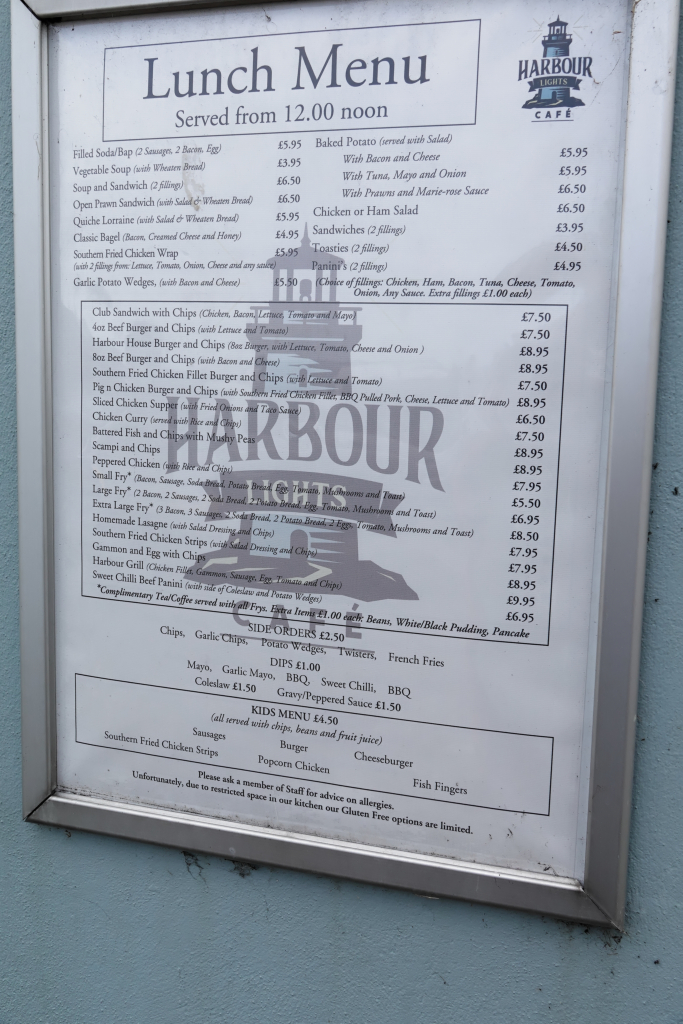 Lunch Menu
Served from 12.00 noon
HARBOUR
LIGHTS
CAFÉ
Filled Soda/Bap (2 Sausages, 2 Bacon, Egg) £5.95
Vegetable Soup (with Wheaten Bread) £3.95
Soup and Sandwich (2 fillings) £6.50
Open Prawn Sandwich (with Salad & Wheaten Bread) £6.50
Quiche Lorraine (with Salad & Wheaten Bread) £5.95
Classic Bagel (Bacon, Creamed Cheese and Honey) £4.95
Southern Fried Chicken Wrap £5.95
(with 2 fillings from: Lettuce, Tomato, Onion, Cheese and any sauce)
Garlic Potato Wedges, (with Bacon and Cheese) £5.50
Baked Potato (served with Salad)
With Bacon and Cheese £5.95
With Tuna, Mayo and Onion £5.95
With Prawns and Marie-rose Sauce £6.50
Chicken or Ham Salad £6.50
Sandwiches (2 fillings) £3.95
Toasties (2 fillings) £4.50
Panini's (2 fillings) £4.95
(Choice of fillings: Chicken, Ham, Bacon, Tuna, Cheese, Tomato,
Onion, Any Sauce. Extra fillings £1.00 each)
Club Sandwich with Chips (Chicken, Bacon, Lettuce, Tomato and Mayo) £7.50
4oz Beef Burger and Chips (with Lettuce and Tomato) £7.50
Harbour House Burger and Chips (8oz Burger, with Lettuce, Tomato, Cheese and Onion ) £8.95
8oz Beef Burger and Chips (with Bacon and Cheese) £8.95
Southern Fried Chicken Fillet Burger and Chips (with Lettuce and Tomato) £7.50
Pig n Chicken Burger and Chips (with Southern Fried Chicken Fillet, BBQ Pulled Pork, Cheese, Lettuce and Tomato) £8.95
Sliced Chicken Supper (with Fried Onions and Taco Sauce) £6.50
Chicken Curry (served with Rice and Chips) £7.50
Battered Fish and Chips with Mushy Peas £8.95
Scampi and Chips £8.95
Peppered Chicken (with Rice and Chips) £7.95
Small Fry* (Bacon, Sausage, Soda Bread, Potato Bread, Egg, Tomato, Mushrooms and Toast) £5.50
Large Fry* (2 Bacon, 2 Sausages, 2 Soda Bread, 2 Potato Bread, Egg, Tomato, Mushrooms and Toast) £6.95
Extra Large Fry* (3 Bacon, 3 Sausages, 2 Soda Bread, 2 Potato Bread, 2 Eggs, Tomato, Mushrooms and Toast) £8.50
Homemade Lasagne (with Salad Dressing and Chips) £7.95
Southern Fried Chicken Strips (with Salad Dressing and Chips) £7.95
Gammon and Egg with Chips £8.95
Harbour Grill (Chicken Fillet, Gammon, Sausage, Egg, Tomato and Chips) £9.95
Sweet Chilli Beef Panini (with side of Coleslaw and Potato Wedges) £6.95
*Complimentary Tea/Coffee served with all Frys. Extra Items £1.00 each: Beans, White/Black Pudding, Pancake
HARBOUR
LIGHTS
CAFÉ
SIDE ORDERS £2.50
Chips, Garlic Chips, Potato Wedges, Twisters, French Fries
DIPS £1.00
Mayo, Garlic Mayo, BBQ, Sweet Chilli, BBQ
Coleslaw £1.50 Gravy/Peppered Sauce £1.50
KIDS MENU £4.50
(all served with chips, beans and fruit juice)
Sausages Burger Cheeseburger
Southern Fried Chicken Strips Popcorn Chicken Fish Fingers
Please ask a member of Staff for advice on allergies.
Unfortunately, due to restricted space in our kitchen our Gluten Free options are limited.